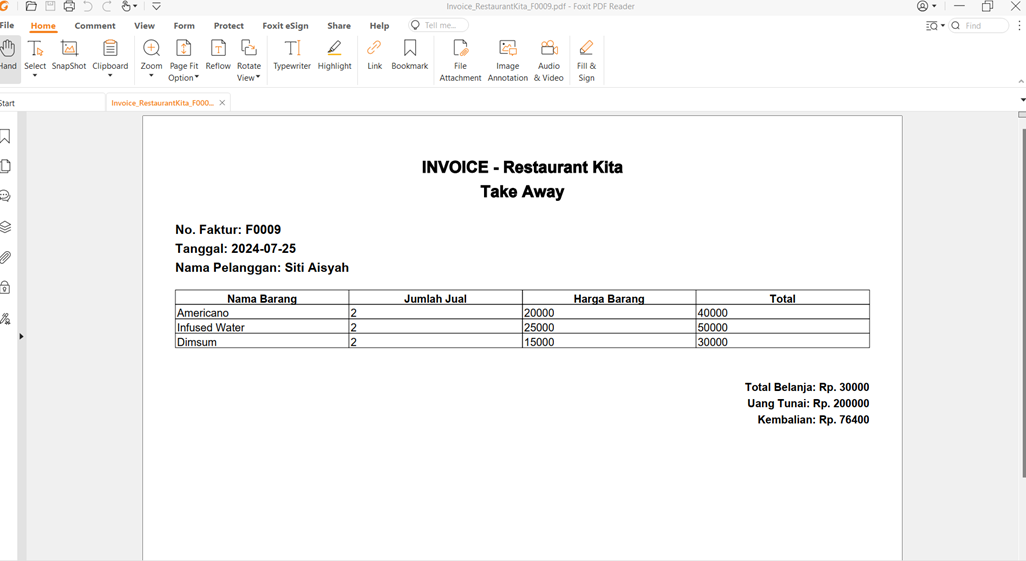 Invoice_RestaurantKita_F0009.pdf - Foxit PDF Reader
File Home Comment View Form Protect Foxit eSign Share Help Tell me... Find
Hand Select SnapShot Clipboard Zoom Page Fit Option Reflow Rotate View Typewriter Highlight Link Bookmark File Attachment Image Annotation Audio & Video Fill & Sign
Start Invoice_RestaurantKita_F000...
INVOICE - Restaurant Kita
Take Away
No. Faktur: F0009
Tanggal: 2024-07-25
Nama Pelanggan: Siti Aisyah
Nama Barang Jumlah Jual Harga Barang Total
Americano 2 20000 40000
Infused Water 2 25000 50000
Dimsum 2 15000 30000
Total Belanja: Rp. 30000
Uang Tunai: Rp. 200000
Kembalian: Rp. 76400